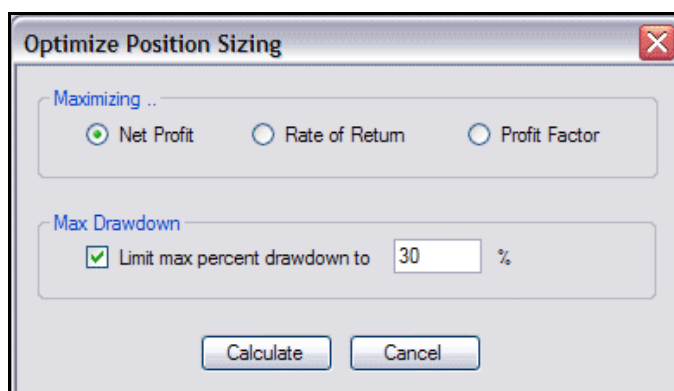 Optimize Position Sizing
Maximizing ..
Net Profit Rate of Return Profit Factor
Max Drawdown
Limit max percent drawdown to 30 %
Calculate Cancel